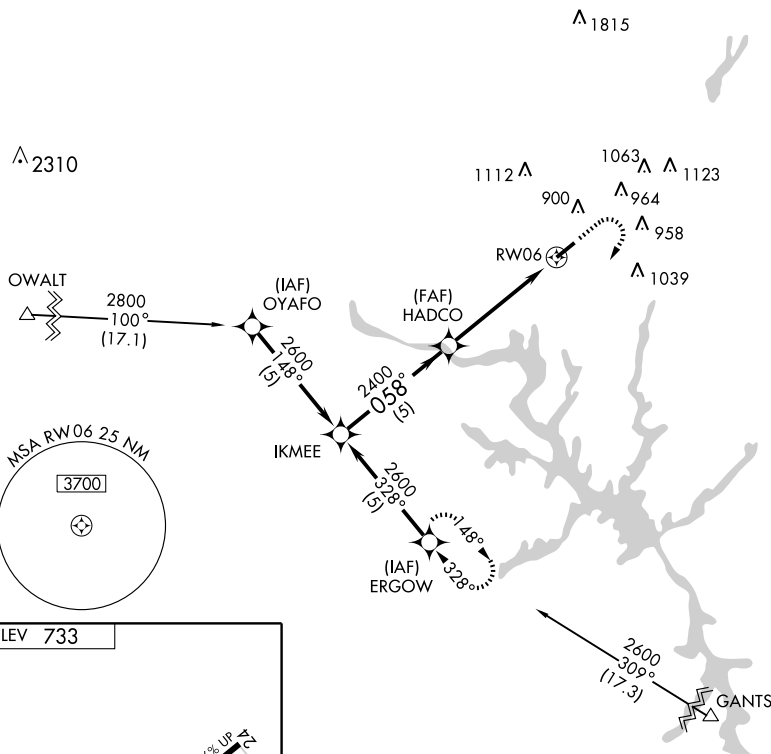 1815
2310
1112
1063
1123
900
964
958
RW06
1039
OWALT
2800
100°
(17.1)
(IAF)
OYAFO
(FAF)
HADCO
2600
148°
(5)
2400
058°
(5)
IKMEE
MSA RW06 25 NM
3700
2600
328°
(5)
148°
328°
(IAF)
ERGOW
2600
309°
(17.3)
GANTS
LEV 733
% UP
24